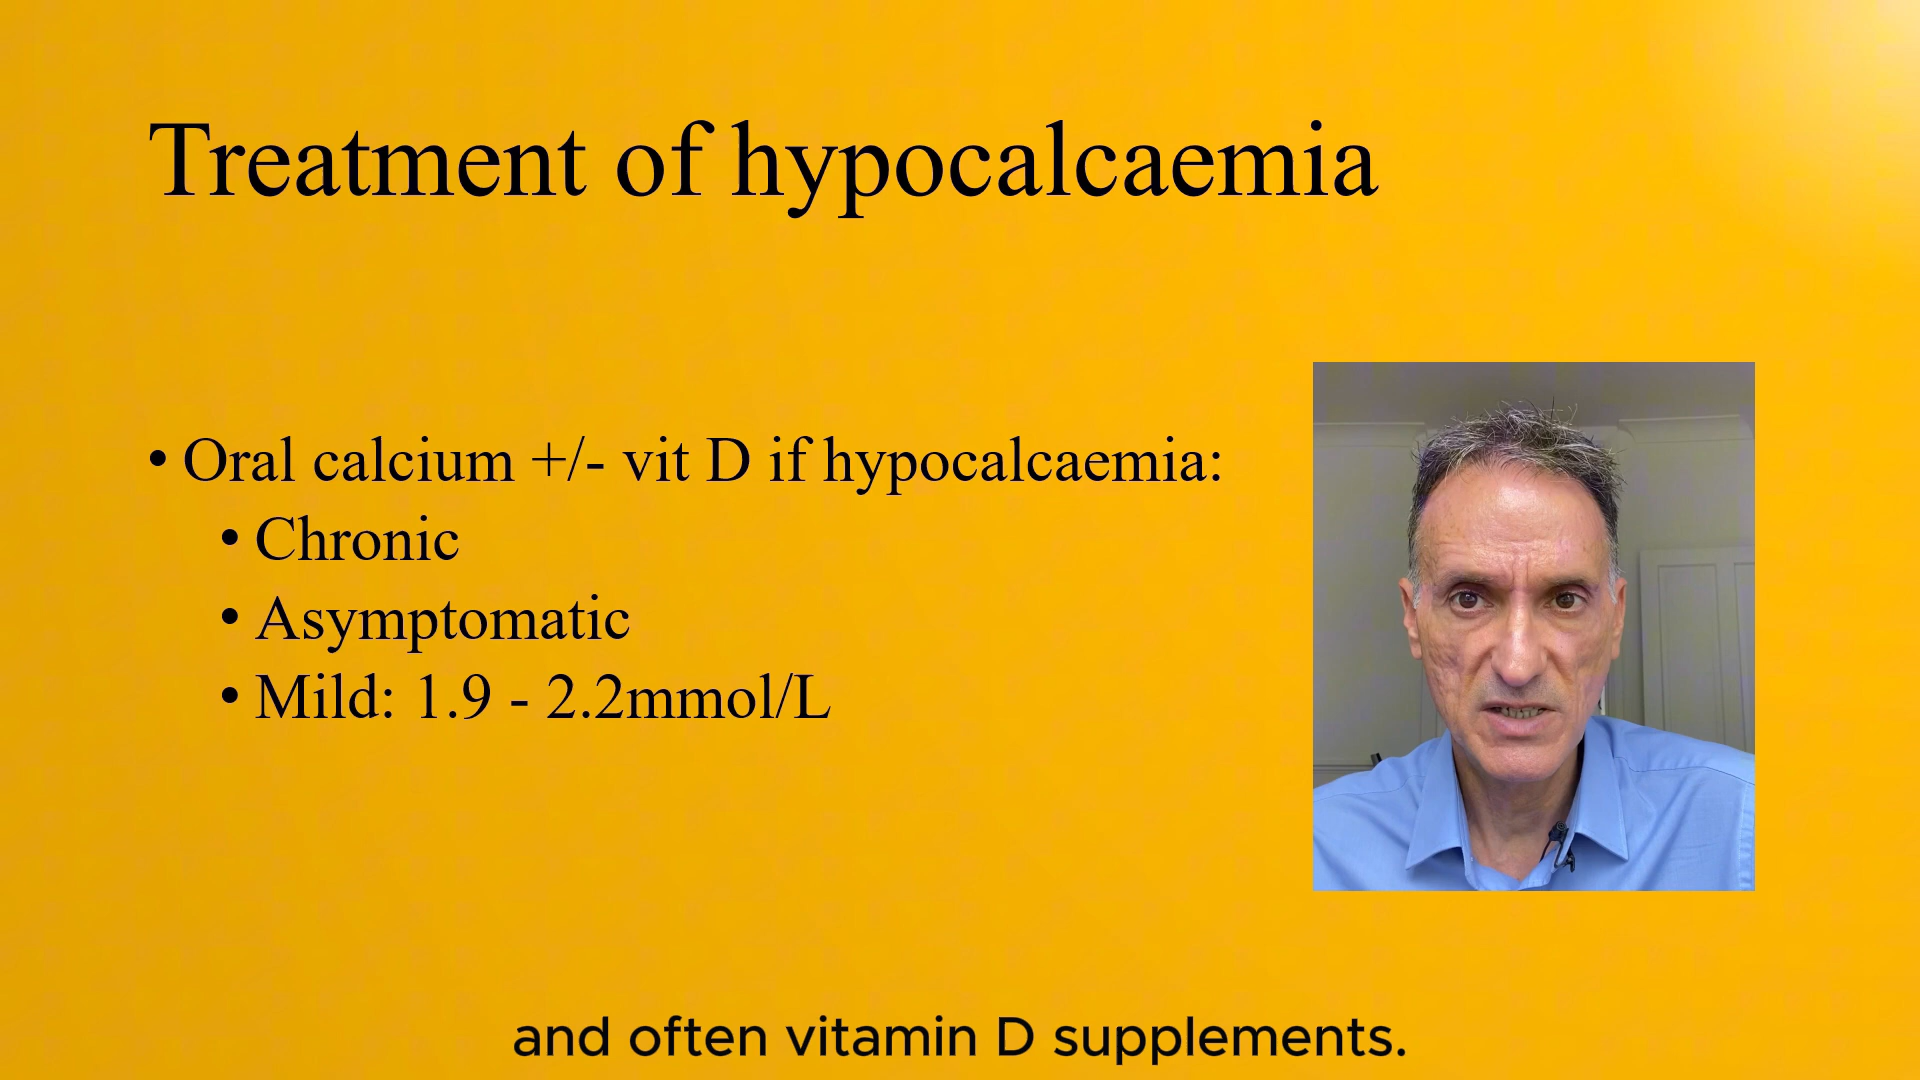 Treatment of hypocalcaemia
• Oral calcium +/- vit D if hypocalcaemia:
• Chronic
• Asymptomatic
• Mild: 1.9 - 2.2mmol/L
and often vitamin D supplements.